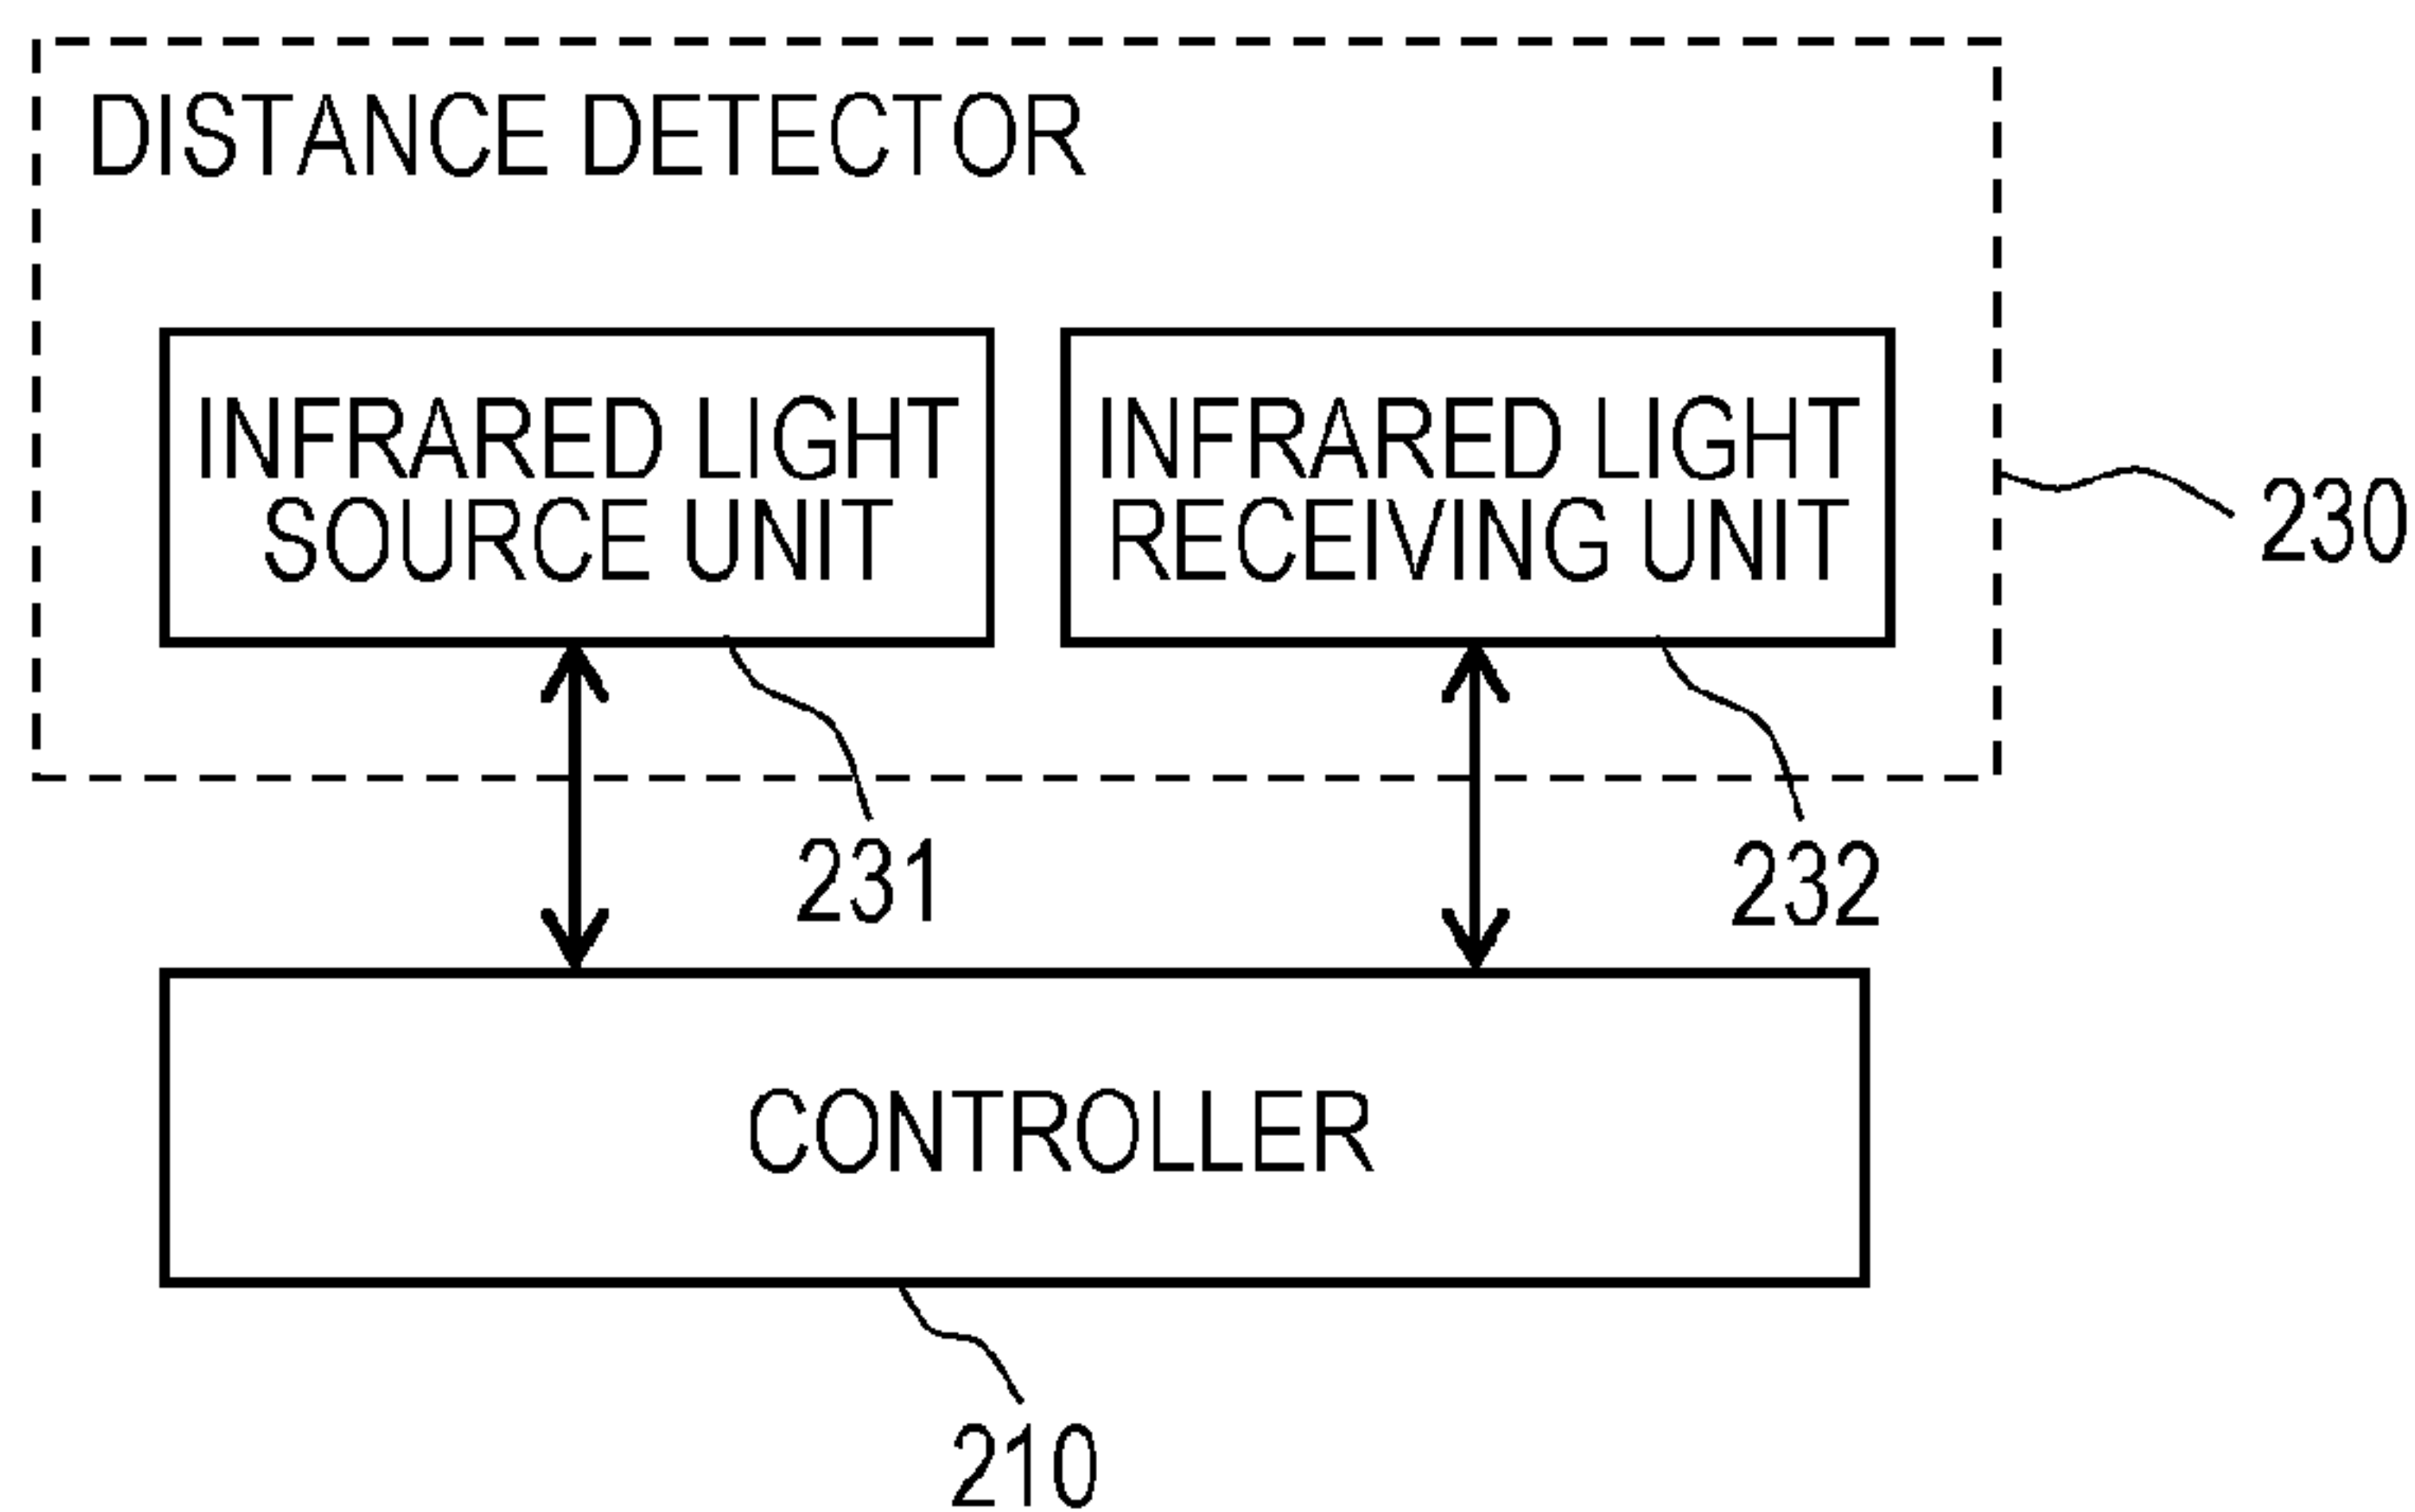 DISTANCE DETECTOR
INFRARED LIGHT
SOURCE UNIT
INFRARED LIGHT
RECEIVING UNIT
230
231
232
CONTROLLER
210